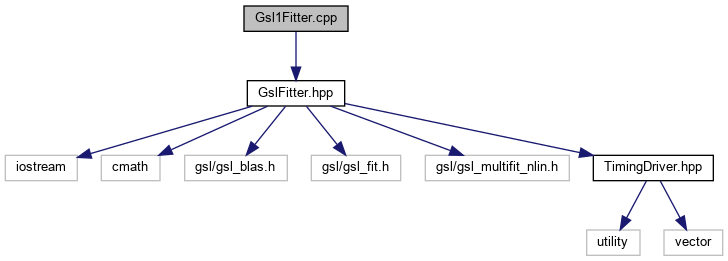 Gsl1Fitter.cpp
GslFitter.hpp
iostream
cmath
gsl/gsl_blas.h
gsl/gsl_fit.h
gsl/gsl_multifit_nlin.h
TimingDriver.hpp
utility
vector